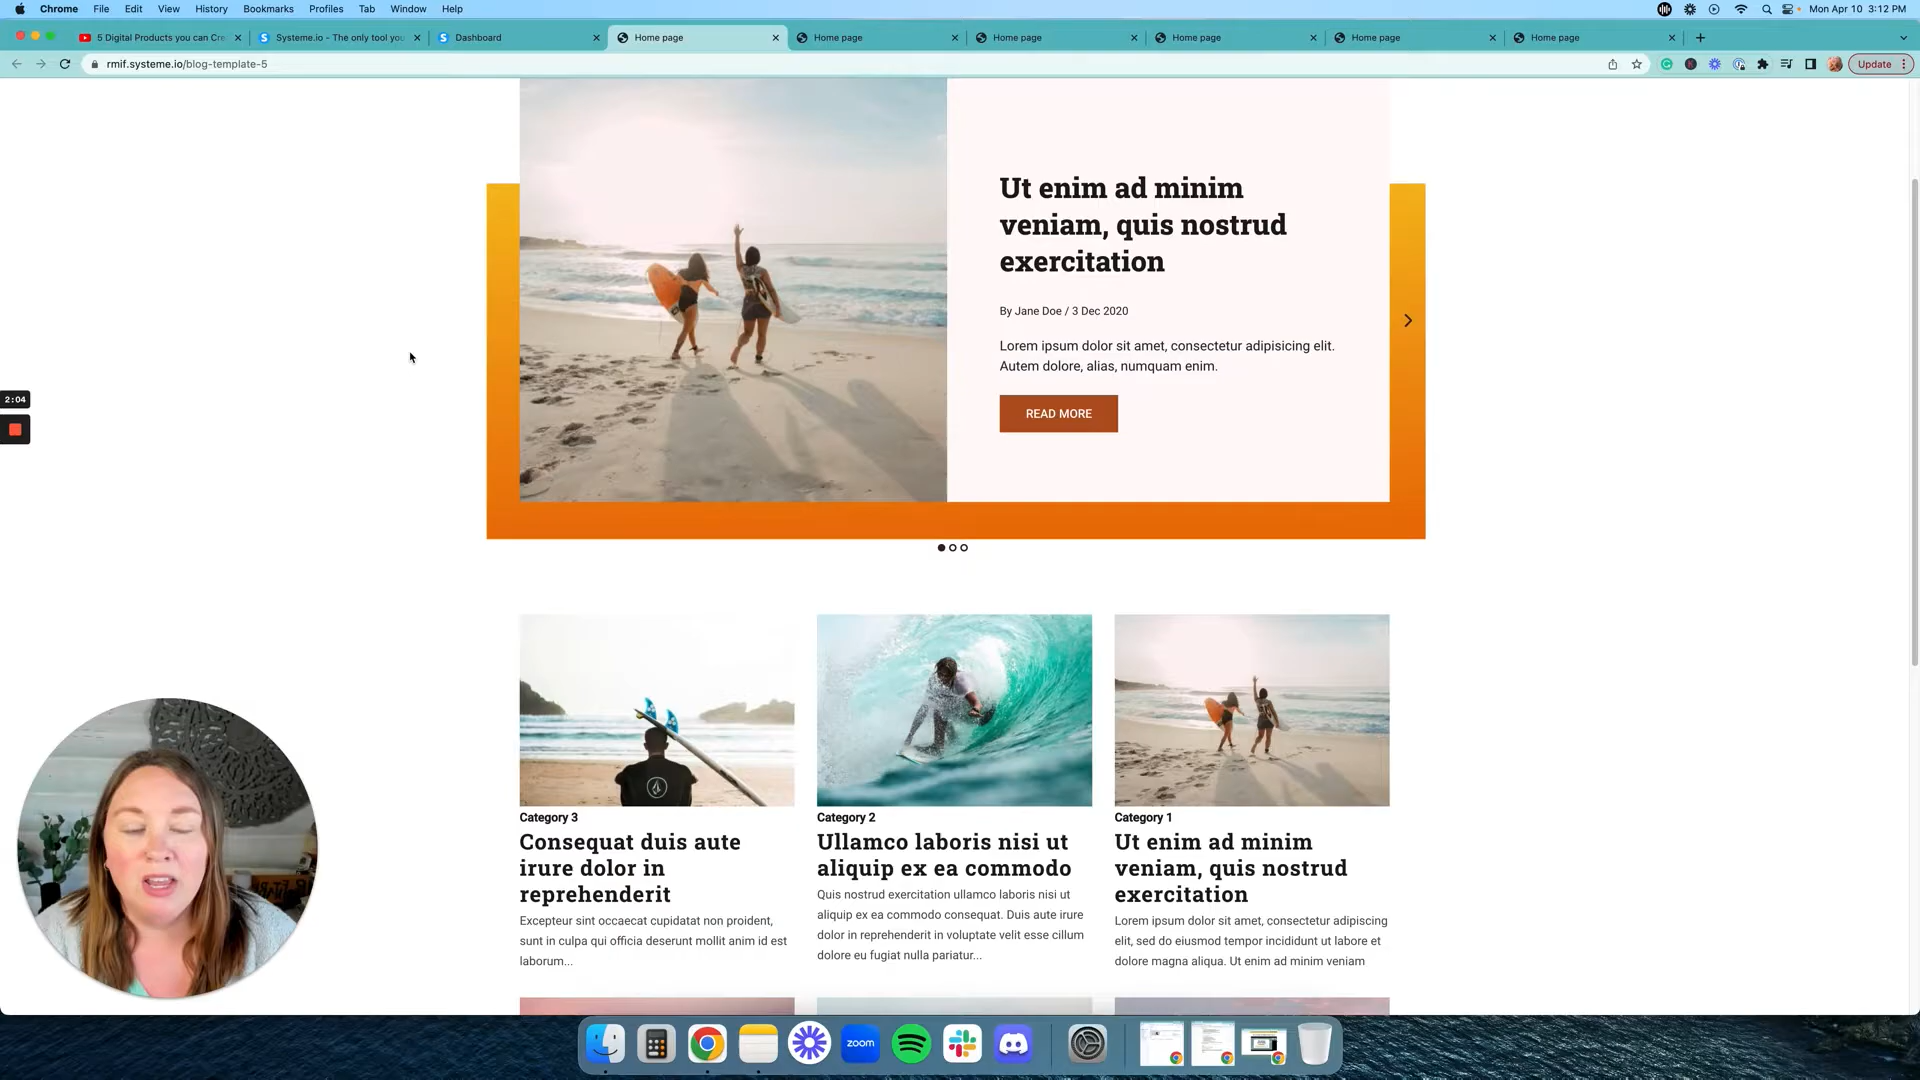 Chrome File Edit View History Bookmarks Profiles Tab Window Help Mon Apr 10 3:12 PM
5 Digital Products you can Cre Systeme.io - The only tool you Dashboard Home page Home page Home page Home page Home page Home page
rmif.systeme.io/blog-template-5 Update
Ut enim ad minim
veniam, quis nostrud
exercitation
By Jane Doe / 3 Dec 2020
Lorem ipsum dolor sit amet, consectetur adipisicing elit.
Autem dolore, alias, numquam enim.
READ MORE
2:04
Category 3
Consequat duis aute
irure dolor in
reprehenderit
Excepteur sint occaecat cupidatat non proident,
sunt in culpa qui officia deserunt mollit anim id est
laborum...
Category 2
Ullamco laboris nisi ut
aliquip ex ea commodo
Quis nostrud exercitation ullamco laboris nisi ut
aliquip ex ea commodo consequat. Duis aute irure
dolor in reprehenderit in voluptate velit esse cillum
dolore eu fugiat nulla pariatur...
Category 1
Ut enim ad minim
veniam, quis nostrud
exercitation
Lorem ipsum dolor sit amet, consectetur adipiscing
elit, sed do eiusmod tempor incididunt ut labore et
dolore magna aliqua. Ut enim ad minim veniam
zoom